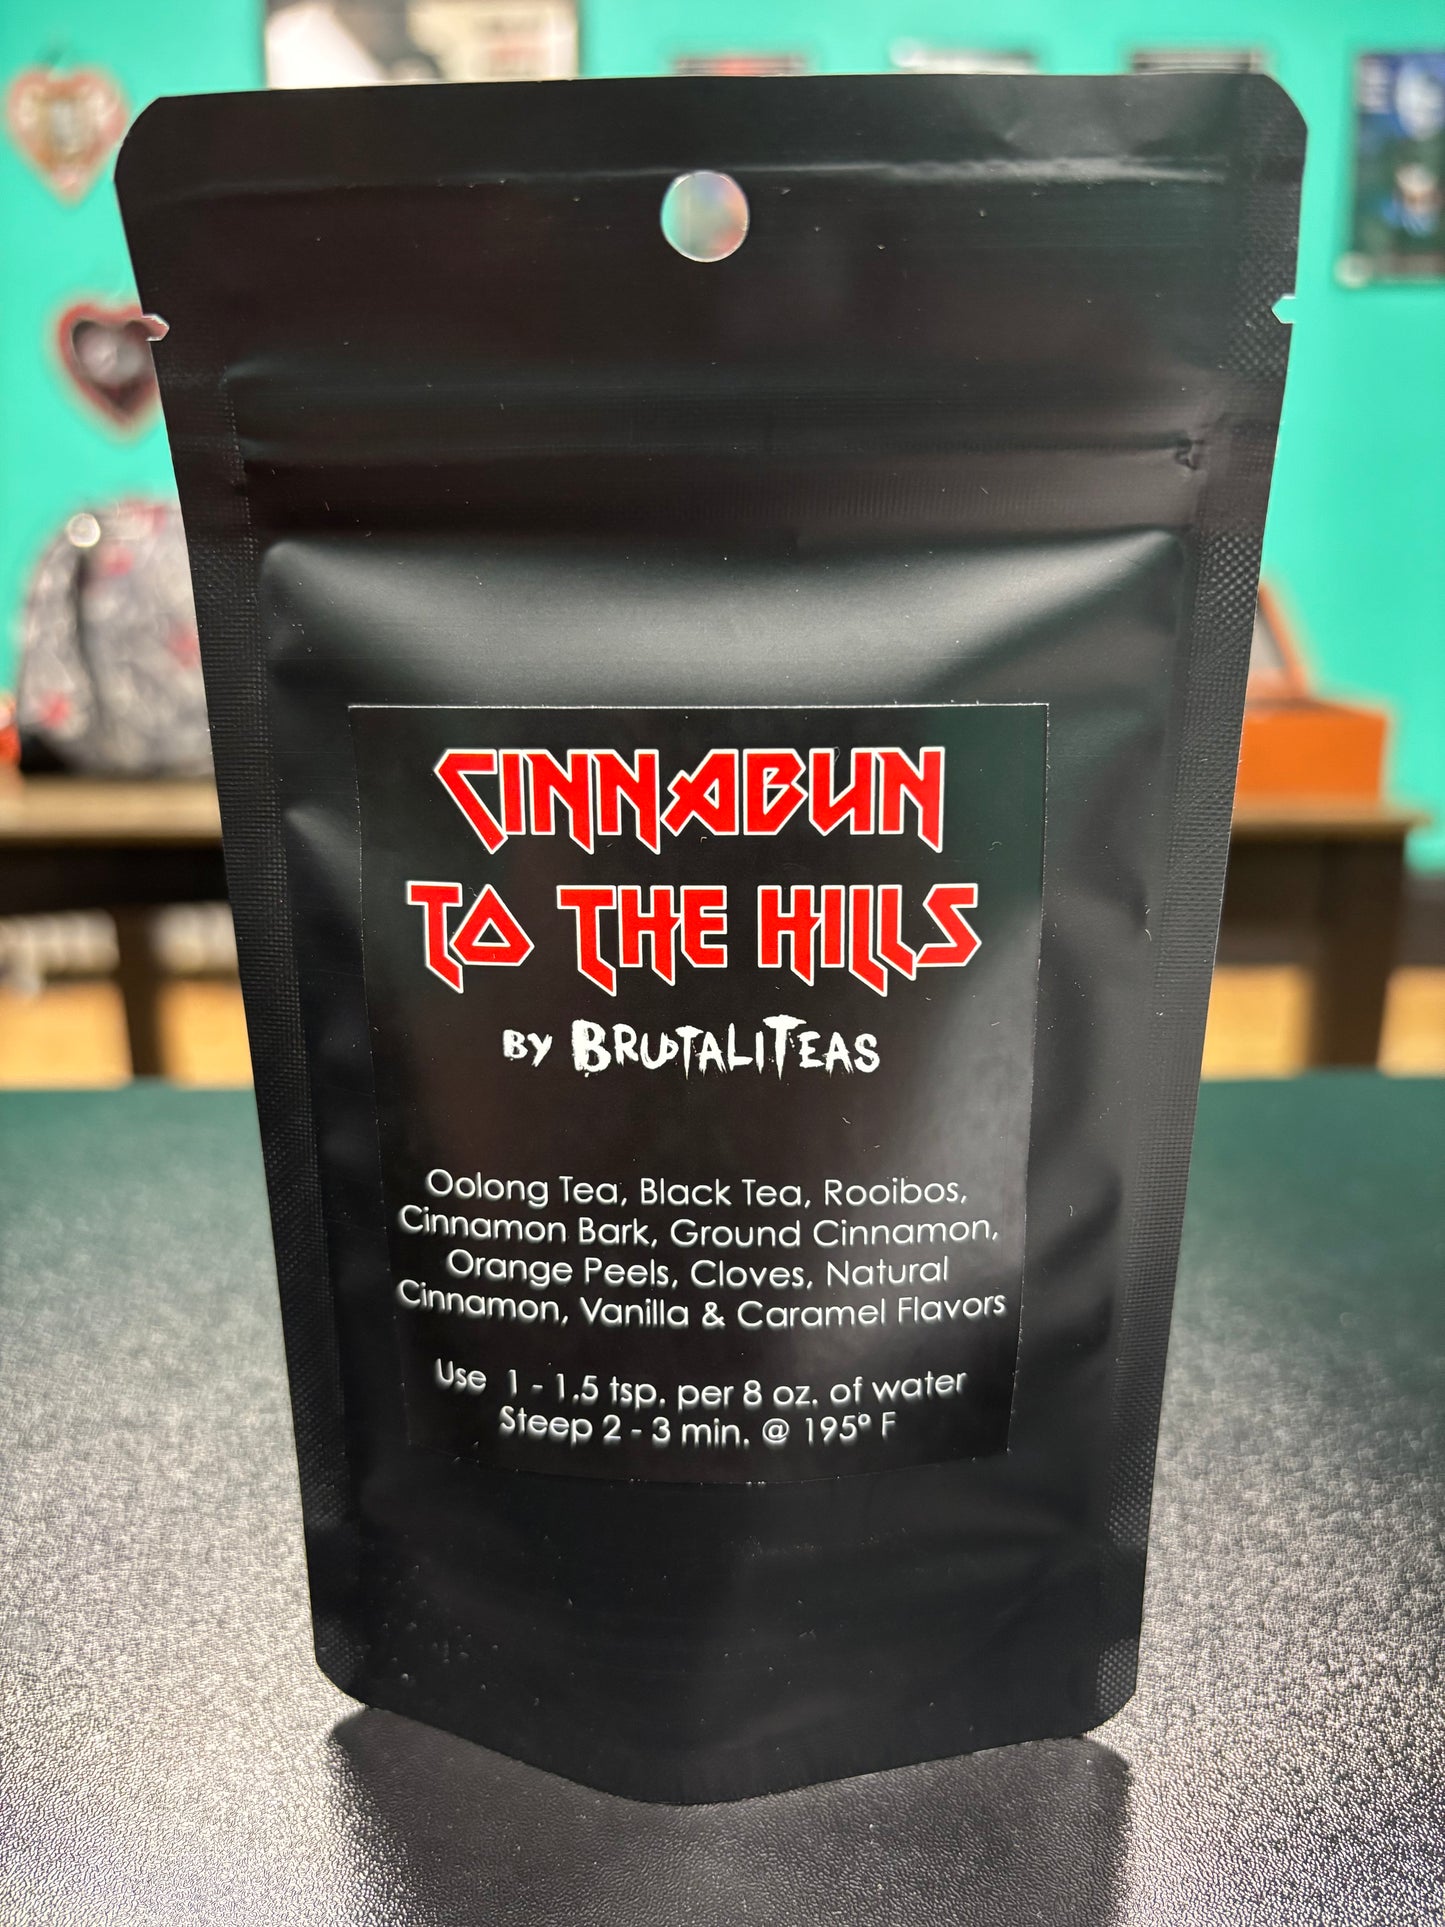 CINNABUN
TO THE HILLS
BY BRUTALITEAS
Oolong Tea, Black Tea, Rooibos,
Cinnamon Bark, Ground Cinnamon,
Orange Peels, Cloves, Natural
Cinnamon, Vanilla & Caramel Flavors
Use 1 - 1.5 tsp. per 8 oz. of water
Steep 2 - 3 min. @ 195º F